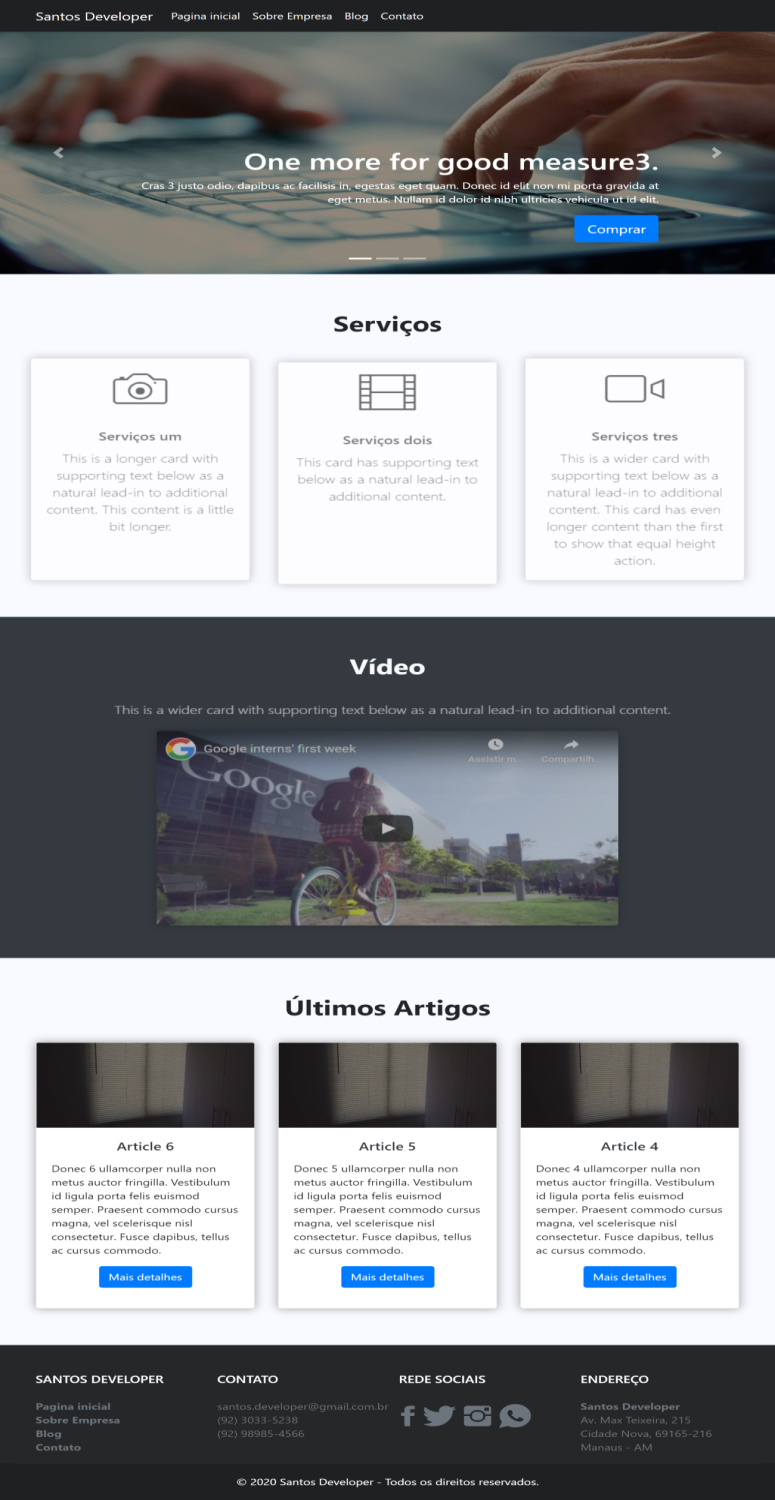 Santos Developer Pagina inicial Sobre Empresa Blog Contato
One more for good measure3.
Cras 3 justo odio, dapibus ac facilisis in, egestas eget quam. Donec id elit non mi porta gravida at
eget metus. Nullam id dolor id nibh ultricies vehicula ut id elit.
Comprar
Serviços
Serviços um
This is a longer card with
supporting text below as a
natural lead-in to additional
content. This content is a little
bit longer.
Serviços dois
This card has supporting text
below as a natural lead-in to
additional content.
Serviços tres
This is a wider card with
supporting text below as a
natural lead-in to additional
content. This card has even
longer content than the first
to show that equal height
action.
Vídeo
This is a wider card with supporting text below as a natural lead-in to additional content.
Google interns' first week
Assistir m...
Compartilh...
Google
Últimos Artigos
Article 6
Donec 6 ullamcorper nulla non
metus auctor fringilla. Vestibulum
id ligula porta felis euismod
semper. Praesent commodo cursus
magna, vel scelerisque nisl
consectetur. Fusce dapibus, tellus
ac cursus commodo.
Mais detalhes
Article 5
Donec 5 ullamcorper nulla non
metus auctor fringilla. Vestibulum
id ligula porta felis euismod
semper. Praesent commodo cursus
magna, vel scelerisque nisl
consectetur. Fusce dapibus, tellus
ac cursus commodo.
Mais detalhes
Article 4
Donec 4 ullamcorper nulla non
metus auctor fringilla. Vestibulum
id ligula porta felis euismod
semper. Praesent commodo cursus
magna, vel scelerisque nisl
consectetur. Fusce dapibus, tellus
ac cursus commodo.
Mais detalhes
SANTOS DEVELOPER
Pagina inicial
Sobre Empresa
Blog
Contato
CONTATO
santos.developer@gmail.com.br
(92) 3033-5238
(92) 98985-4566
REDE SOCIAIS
ENDEREÇO
Santos Developer
Av. Max Teixeira, 215
Cidade Nova, 69165-216
Manaus - AM
© 2020 Santos Developer - Todos os direitos reservados.